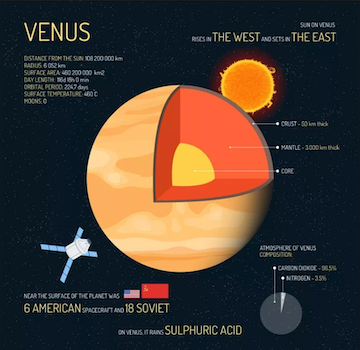 VENUS
SUN ON VENUS
RISES IN THE WEST AND SETS IN THE EAST
DISTANCE FROM THE SUN: 108 200 000 km
RADIUS: 6 052 km
SURFACE AREA: 460 200 000 km2
DAY LENGTH: 116d 18h 0 min
ORBITAL PERIOD: 224,7 days
SURFACE TEMPERATURE: 460 C
MOONS: 0
CRUST - 50 km thick
MANTLE - 3.000 km thick
CORE
ATMOSPHERE OF VENUS
COMPOSITION:
CARBON DIOXIDE - 96,5%
NITROGEN - 3,5%
NEAR THE SURFACE OF THE PLANET WAS
6 AMERICAN SPACECRAFT AND 18 SOVIET
ON VENUS, IT RAINS SULPHURIC ACID